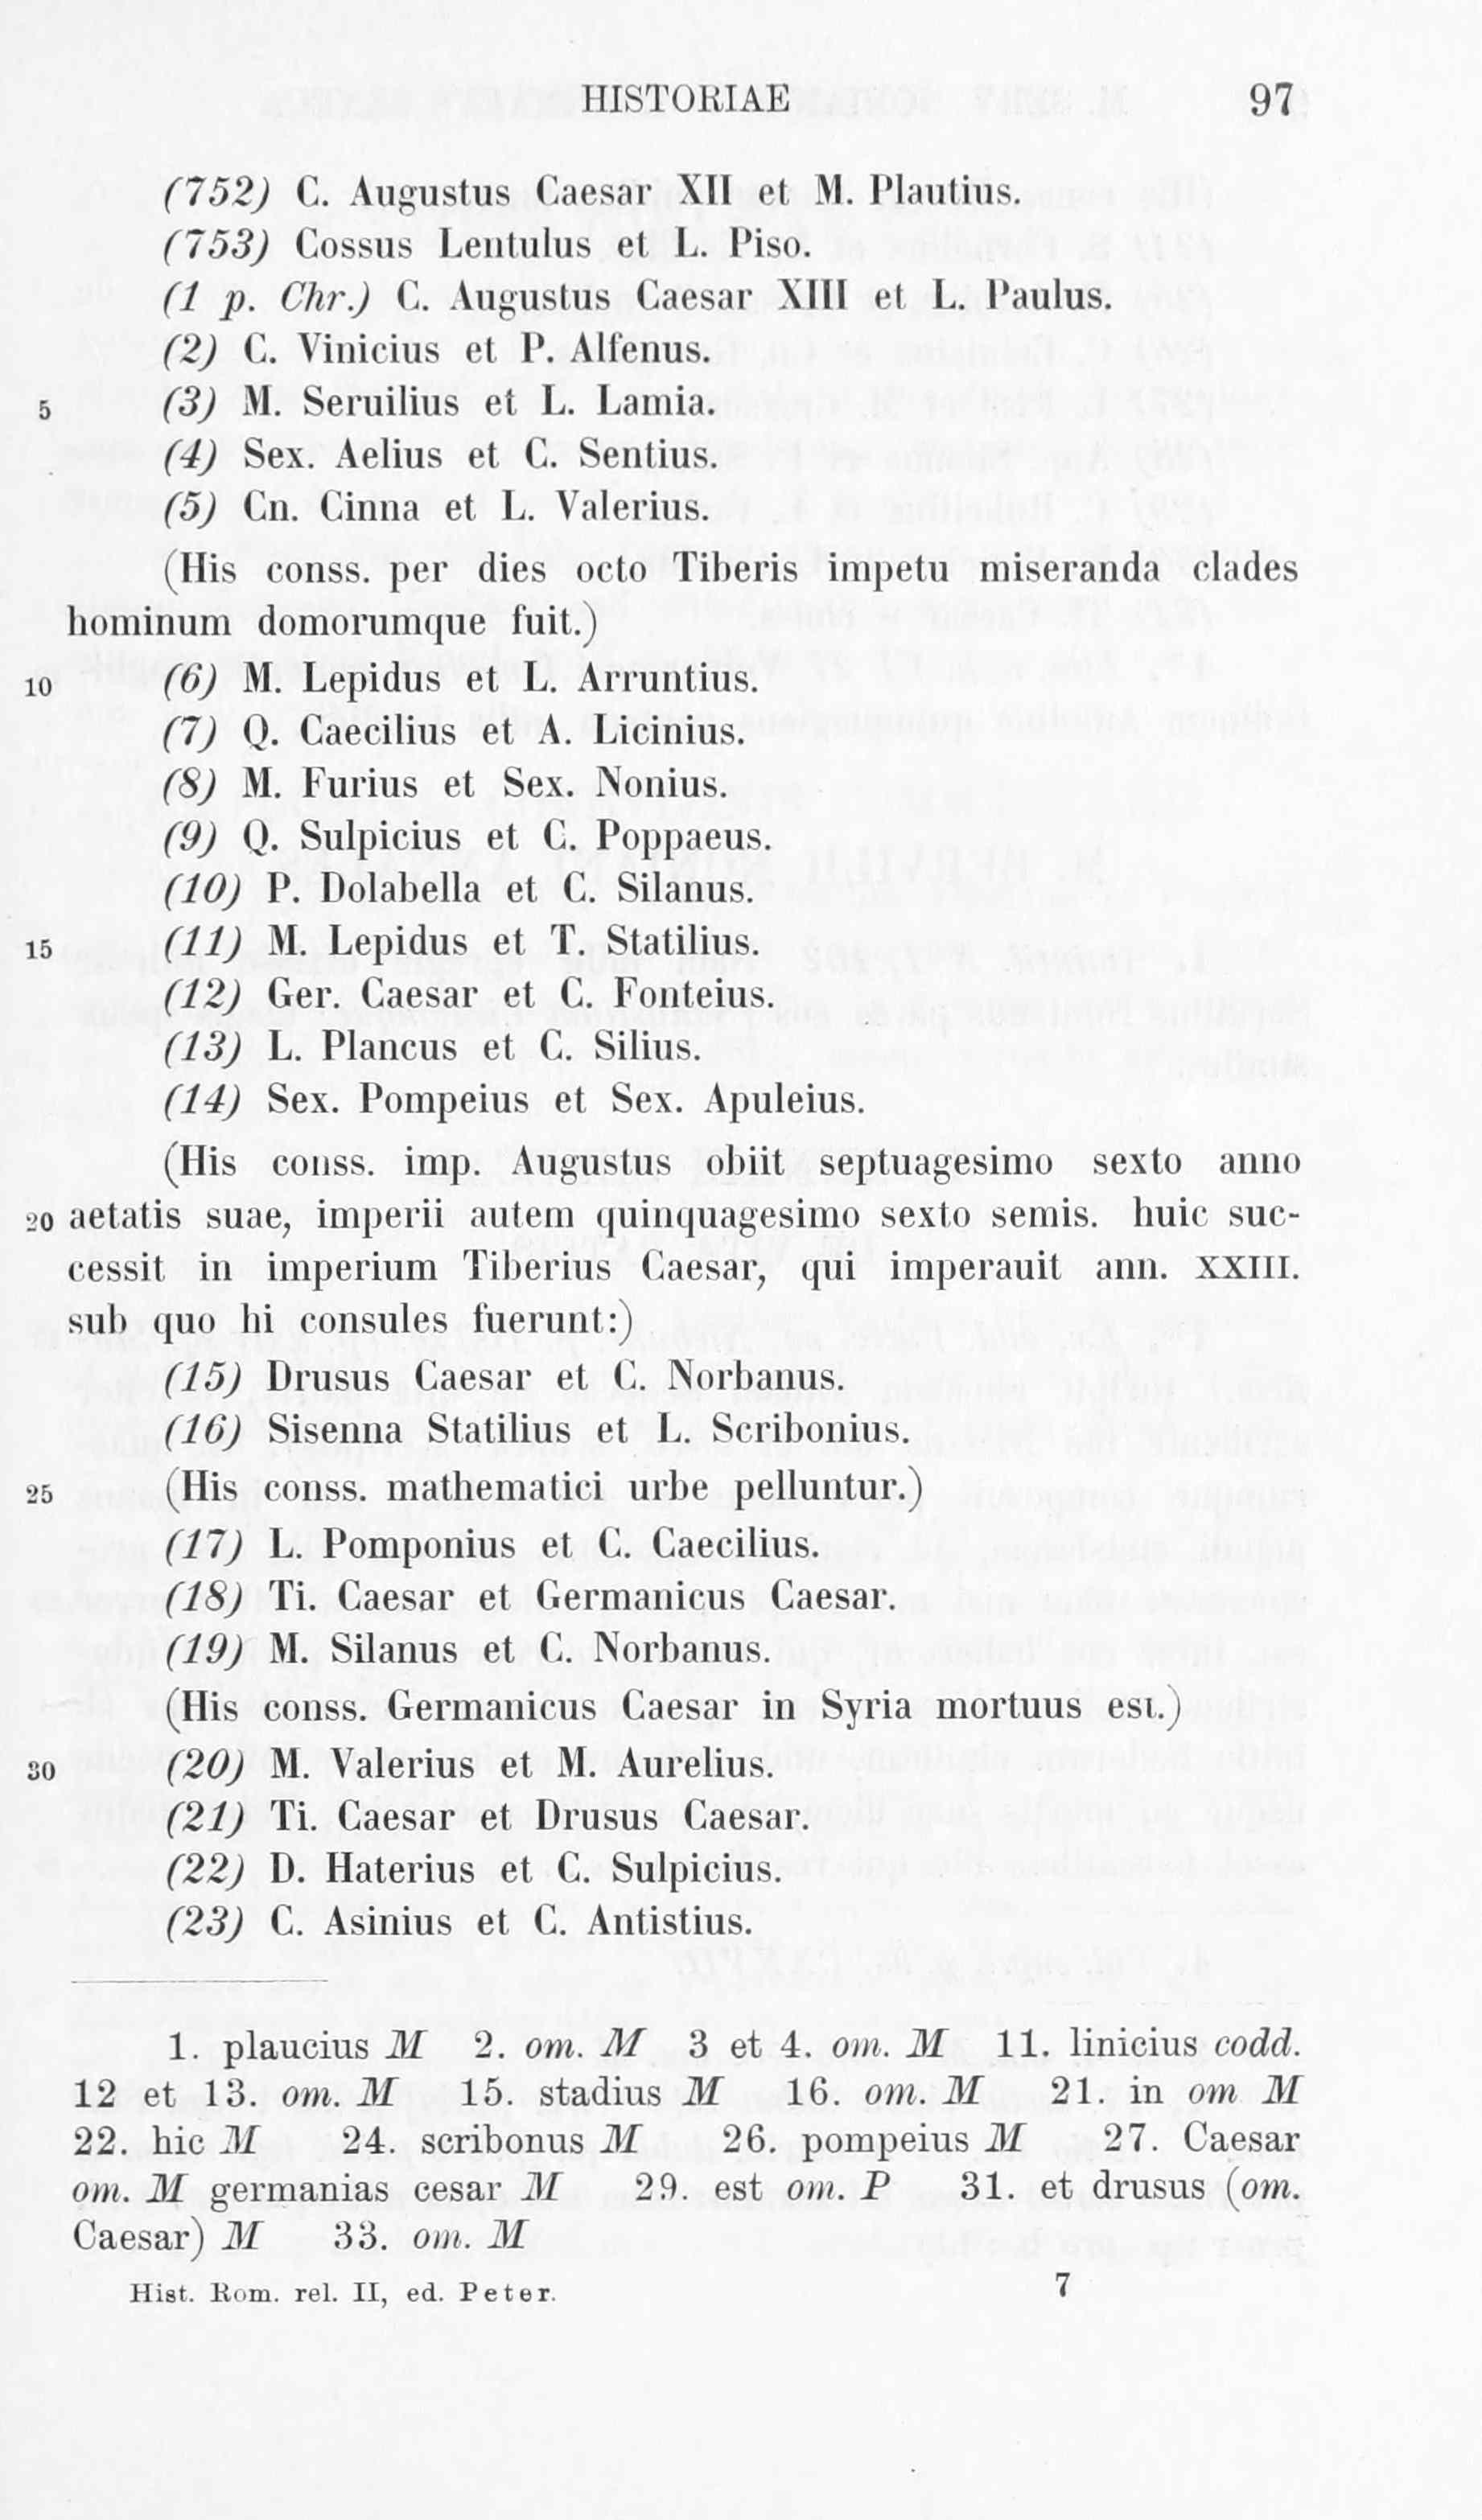 HISTORIAE 97
(752) C. Augustus Caesar XII et M. Plautius.
(753) Cossus Lentulus et L. Piso.
(1 p. Chr.) C. Augustus Caesar XIII et L. Paulus.
(2) C. Vinicius et P. Alfenus.
5 (3) M. Seruilius et L. Lamia.
(4) Sex. Aelius et C. Sentius.
(5) Cn. Cinna et L. Valerius.
(His conss. per dies octo Tiberis impetu miseranda clades
hominum domorumque fuit.)
10 (6) M. Lepidus et L. Arruntius.
(7) Q. Caecilius et A. Licinius.
(8) M. Furius et Sex. Nonius.
(9) Q. Sulpicius et C. Poppaeus.
(10) P. Dolabella et C. Silanus.
15 (11) M. Lepidus et T. Statilius.
(12) Ger. Caesar et C. Fonteius.
(13) L. Plancus et C. Silius.
(14) Sex. Pompeius et Sex. Apuleius.
(His conss. imp. Augustus obiit septuagesimo sexto anno
20 aetatis suae, imperii autem quinquagesimo sexto semis. huic suc-
cessit in imperium Tiberius Caesar, qui imperauit ann. XXIII.
sub quo hi consules fuerunt:)
(15) Drusus Caesar et C. Norbanus.
(16) Sisenna Statilius et L. Scribonius.
25 (His conss. mathematici urbe pelluntur.)
(17) L. Pomponius et C. Caecilius.
(18) Ti. Caesar et Germanicus Caesar.
(19) M. Silanus et C. Norbanus.
(His conss. Germanicus Caesar in Syria mortuus est.)
30 (20) M. Valerius et M. Aurelius.
(21) Ti. Caesar et Drusus Caesar.
(22) D. Haterius et C. Sulpicius.
(23) C. Asinius et C. Antistius.
1. plaucius M 2. om. M 3 et 4. om. M 11. linicius codd.
12 et 13. om. M 15. stadius M 16. om. M 21. in om M
22. hic M 24. scribonus M 26. pompeius M 27. Caesar
om. M germanias cesar M 29. est om. P 31. et drusus (om.
Caesar) M 33. om. M
Hist. Rom. rel. II, ed. Peter. 7